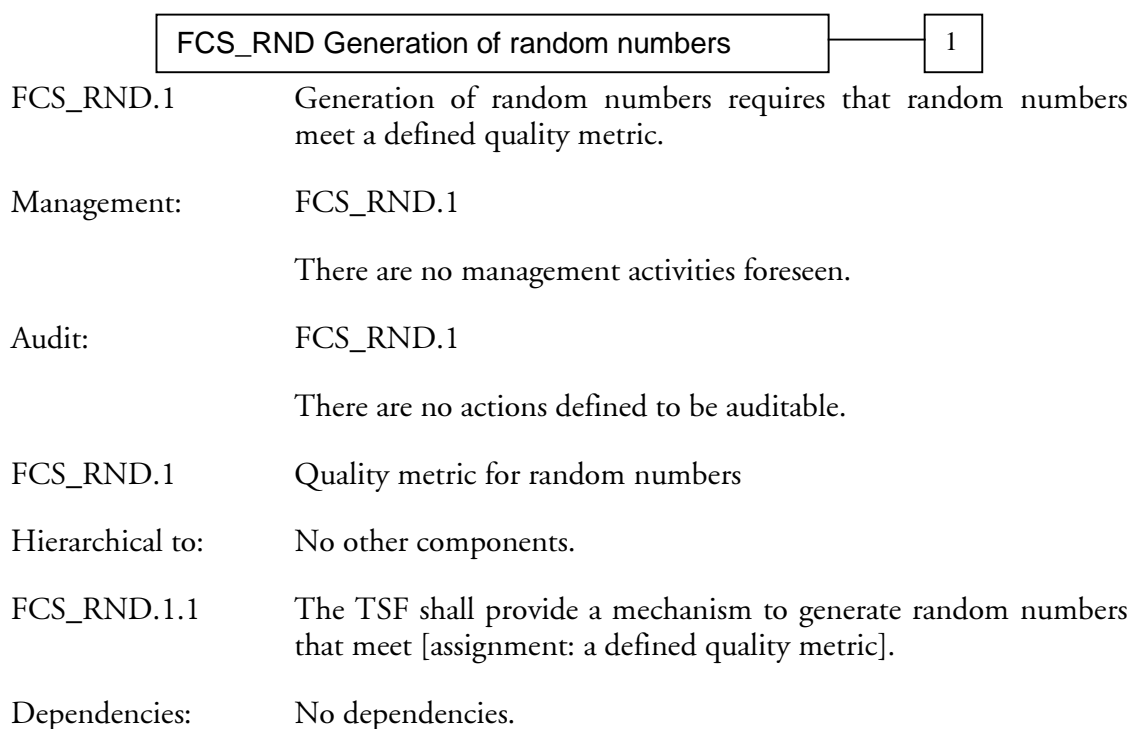 FCS_RND Generation of random numbers 1
FCS_RND.1 Generation of random numbers requires that random numbers
meet a defined quality metric.
Management: FCS_RND.1
There are no management activities foreseen.
Audit: FCS_RND.1
There are no actions defined to be auditable.
FCS_RND.1 Quality metric for random numbers
Hierarchical to: No other components.
FCS_RND.1.1 The TSF shall provide a mechanism to generate random numbers
that meet [assignment: a defined quality metric].
Dependencies: No dependencies.